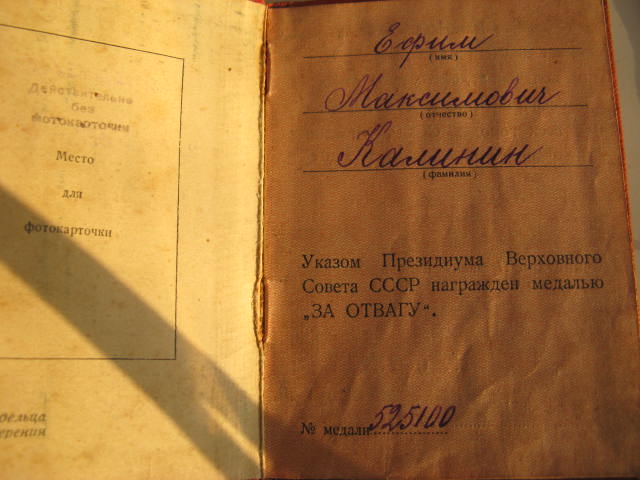 Действительно
без
фотокарточки
Место
для
фотокарточки
Ефим
(имя)
Максимович
(отчество)
Калинин
(фамилия)
Указом Президиума Верховного
Совета СССР награжден медалью
„ЗА ОТВАГУ“.
№ медали 525100